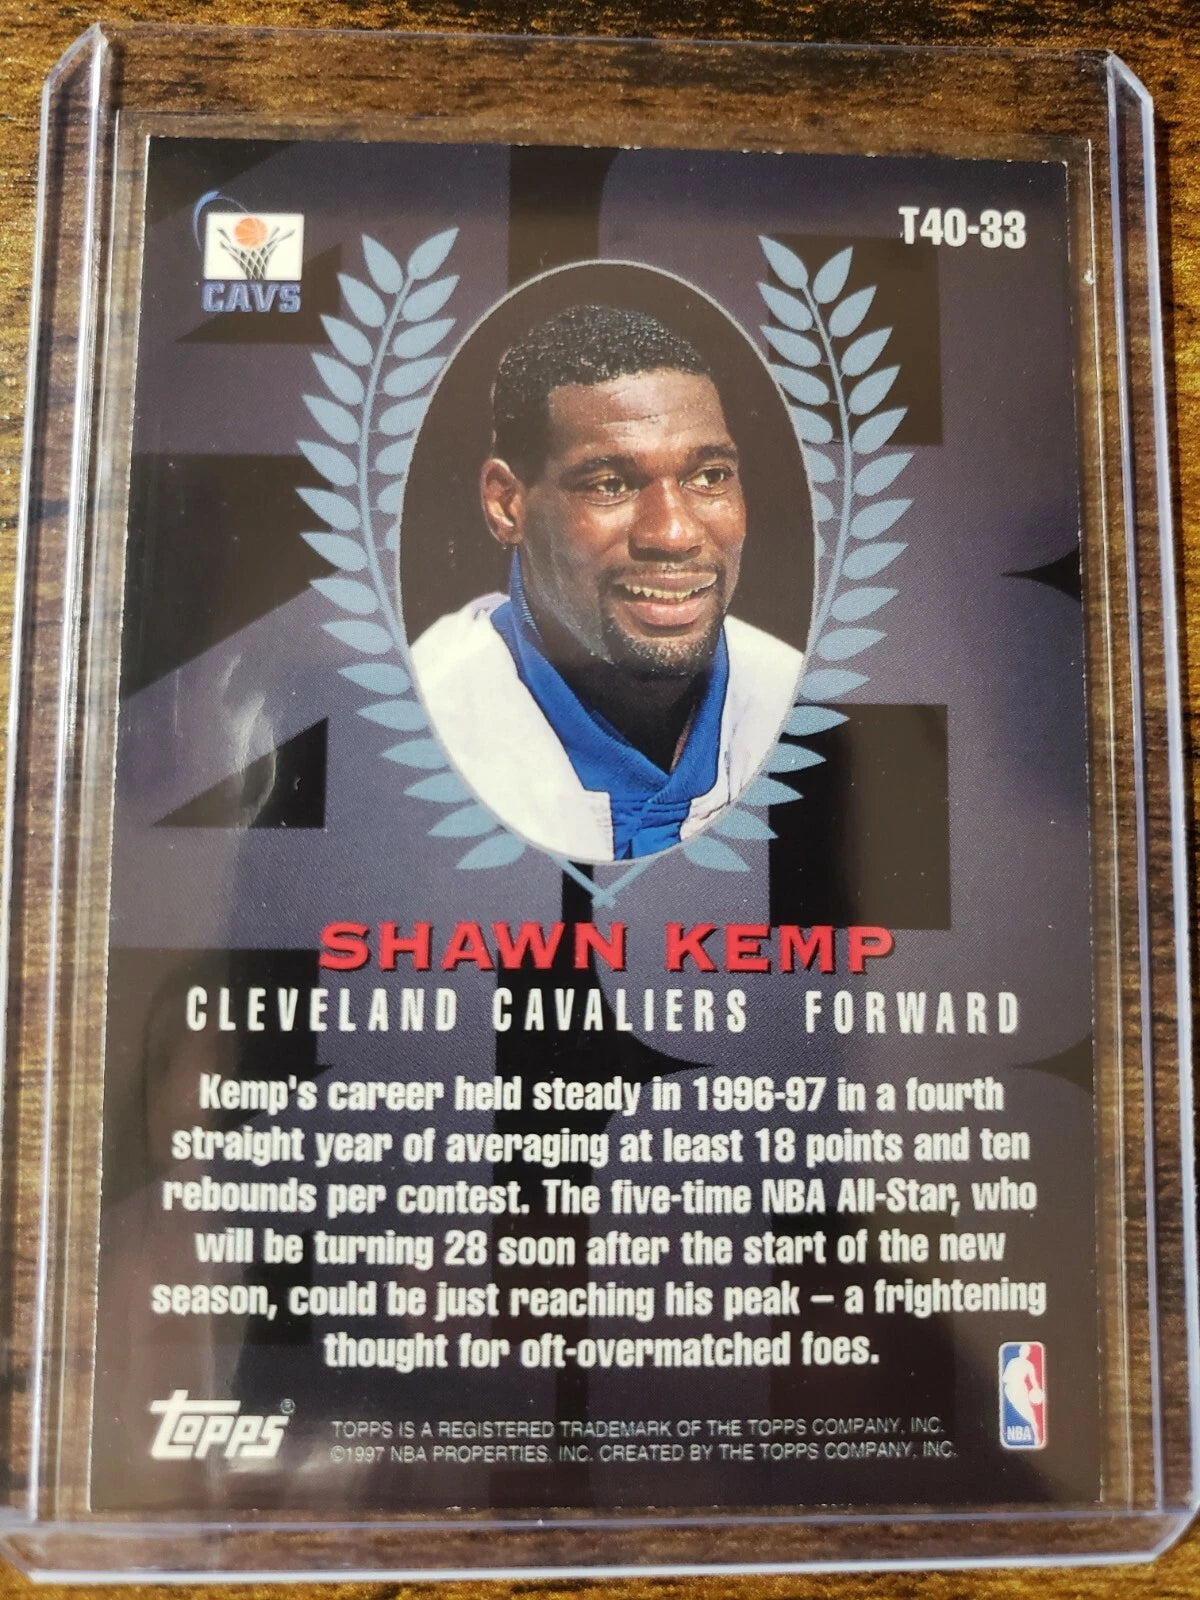 T40-33
CAVS
SHAWN KEMP
CLEVELAND CAVALIERS FORWARD
Kemp's career held steady in 1996-97 in a fourth
straight year of averaging at least 18 points and ten
rebounds per contest. The five-time NBA All-Star, who
will be turning 28 soon after the start of the new
season, could be just reaching his peak – a frightening
thought for oft-overmatched foes.
NBA
Topps®
TOPPS IS A REGISTERED TRADEMARK OF THE TOPPS COMPANY, INC.
©1997 NBA PROPERTIES, INC. CREATED BY THE TOPPS COMPANY, INC.